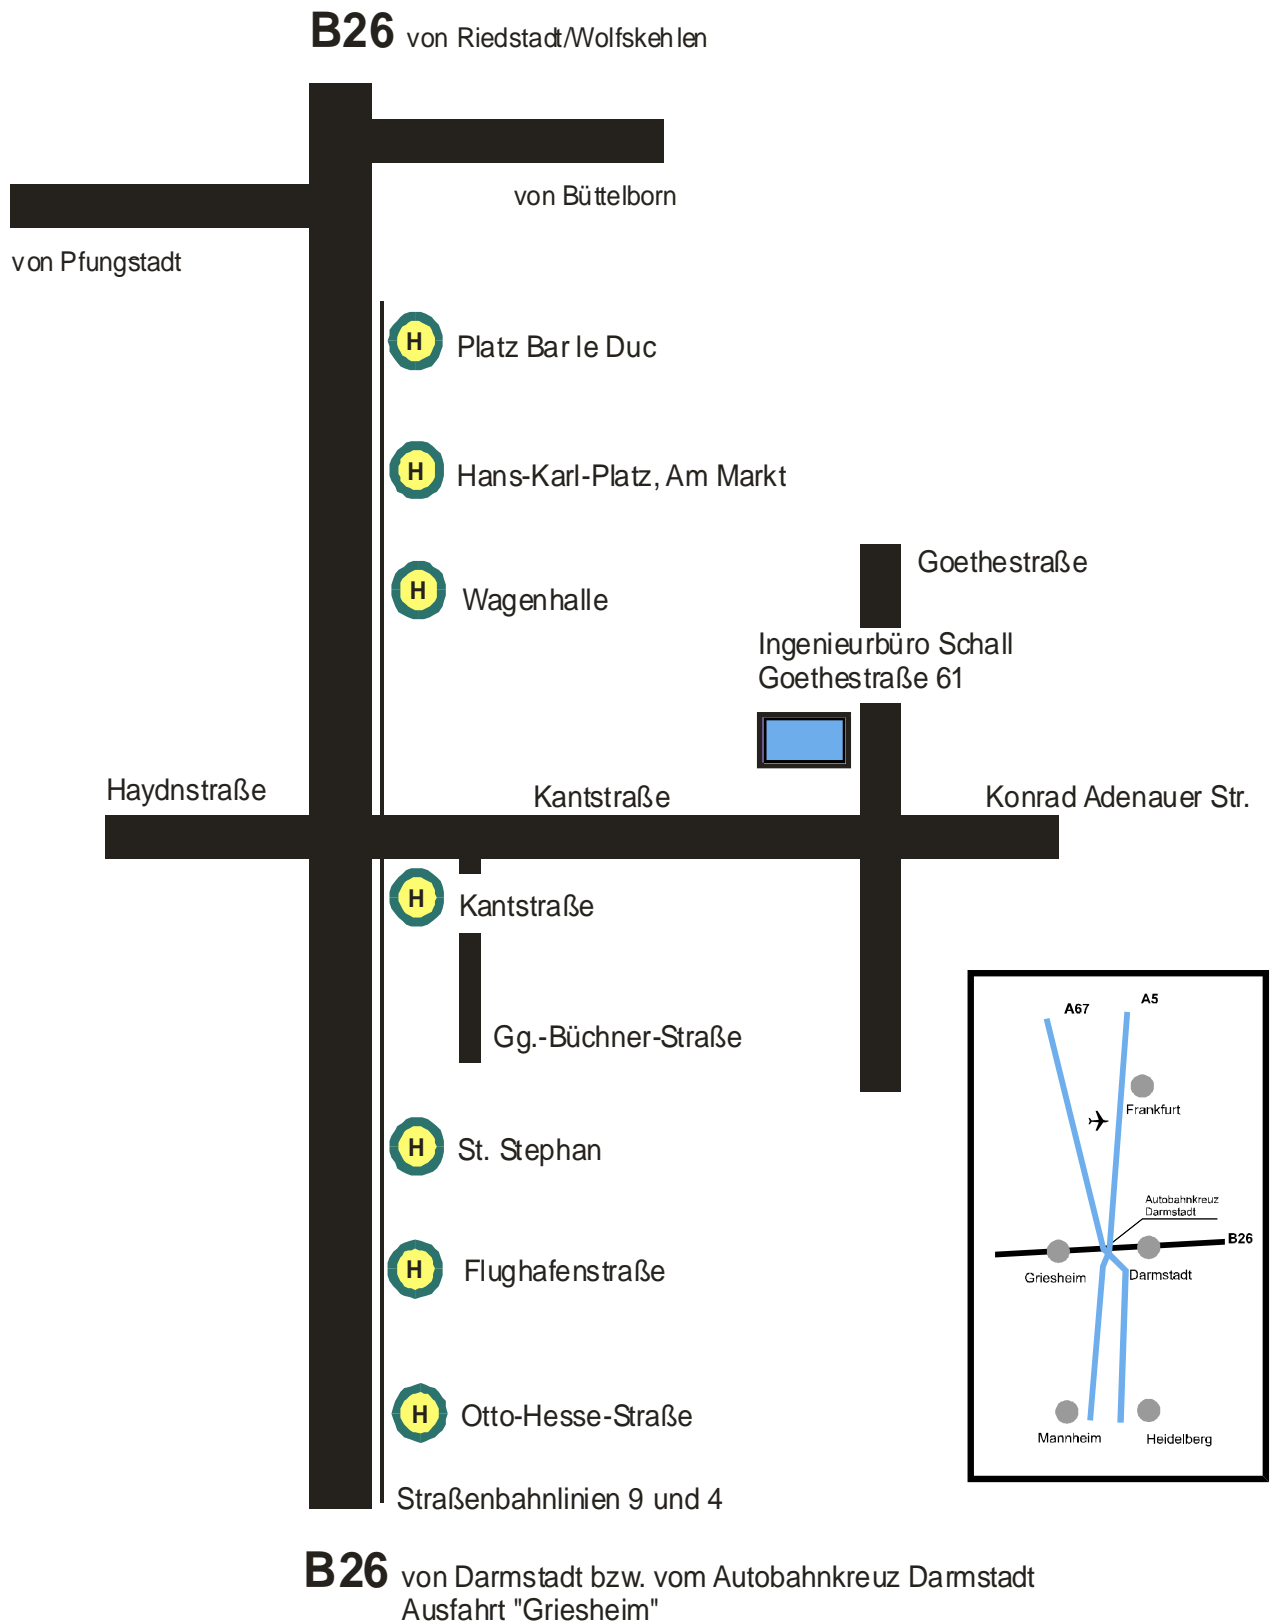 B26 von Riedstadt/Wolfskehlen
von Büttelborn
von Pfungstadt
H Platz Bar le Duc
H Hans-Karl-Platz, Am Markt
Goethestraße
H Wagenhalle
Ingenieurbüro Schall
Goethestraße 61
Haydnstraße
Kantstraße
Konrad Adenauer Str.
H Kantstraße
Gg.-Büchner-Straße
H St. Stephan
H Flughafenstraße
H Otto-Hesse-Straße
Straßenbahnlinien 9 und 4
A67
A5
Frankfurt
Autobahnkreuz
Darmstadt
B26
Griesheim
Darmstadt
Mannheim
Heidelberg
B26 von Darmstadt bzw. vom Autobahnkreuz Darmstadt
Ausfahrt "Griesheim"